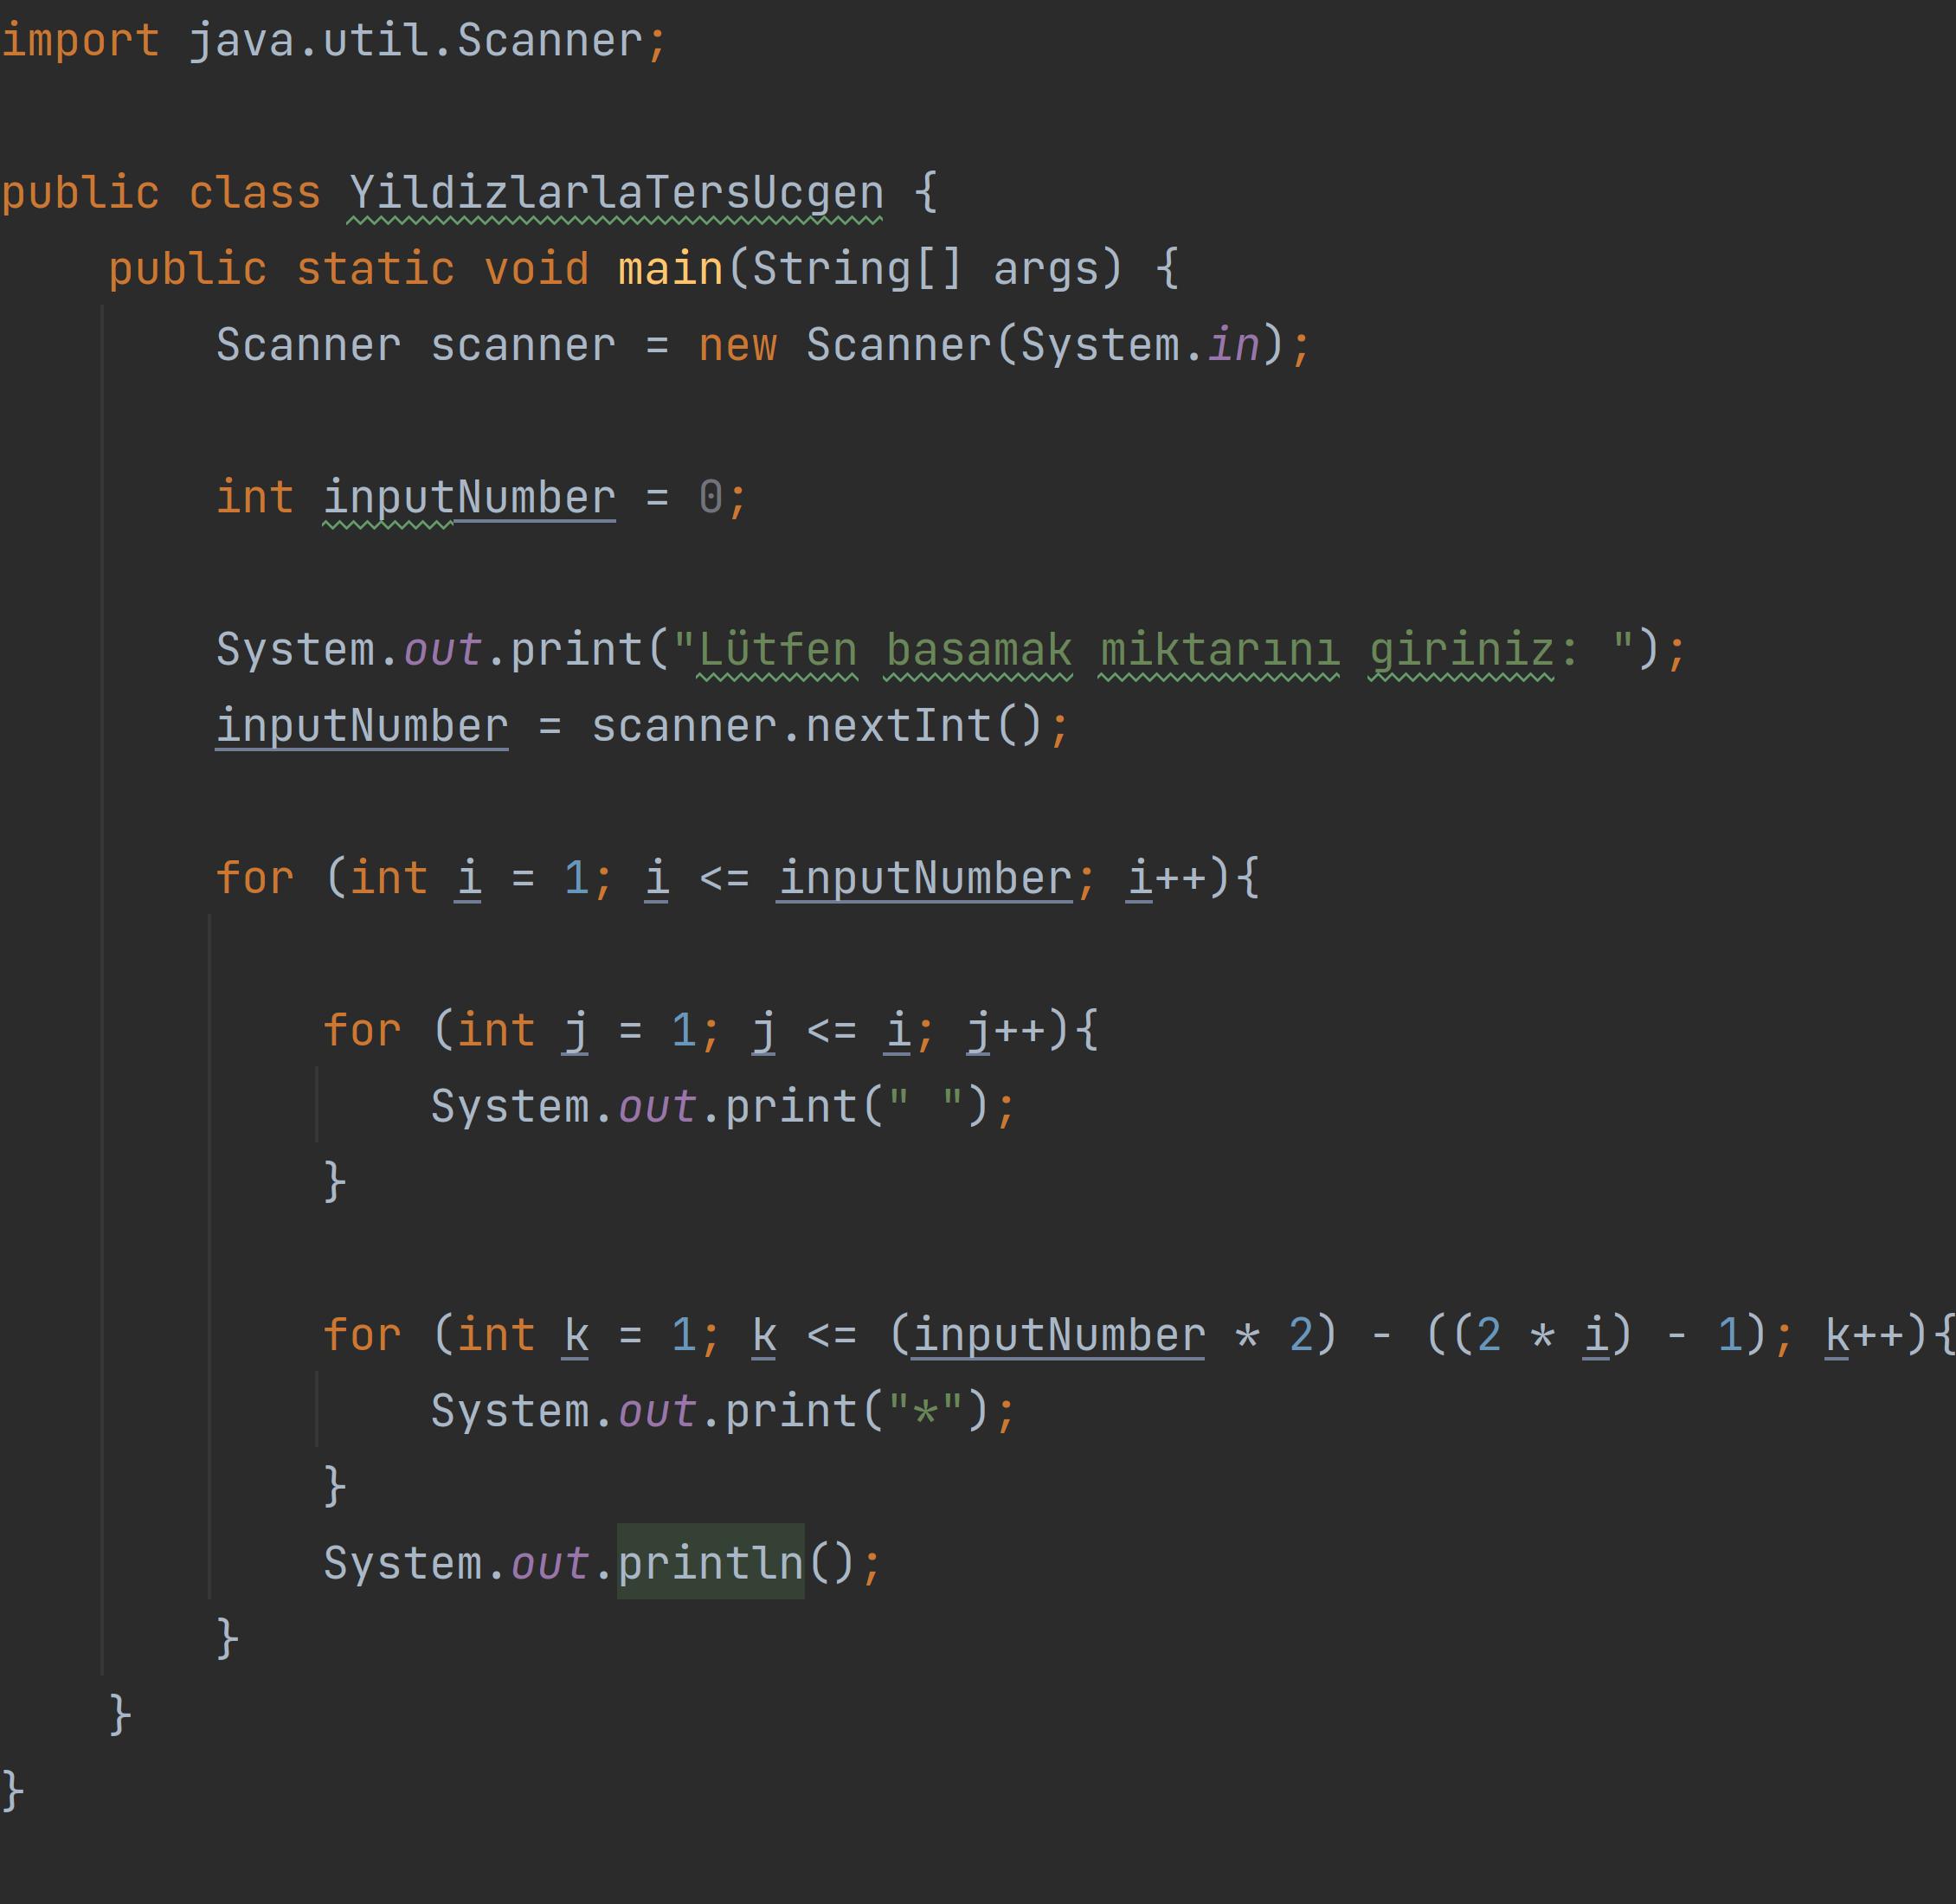 import java.util.Scanner;
public class YildizlarlaTersUcgen {
    public static void main(String[] args) {
        Scanner scanner = new Scanner(System.in);
        int inputNumber = 0;
        System.out.print("Lütfen basamak miktarını giriniz: ");
        inputNumber = scanner.nextInt();
        for (int i = 1; i <= inputNumber; i++){
            for (int j = 1; j <= i; j++){
                System.out.print(" ");
            }
            for (int k = 1; k <= (inputNumber * 2) - ((2 * i) - 1); k++){
                System.out.print("*");
            }
            System.out.println();
        }
    }
}